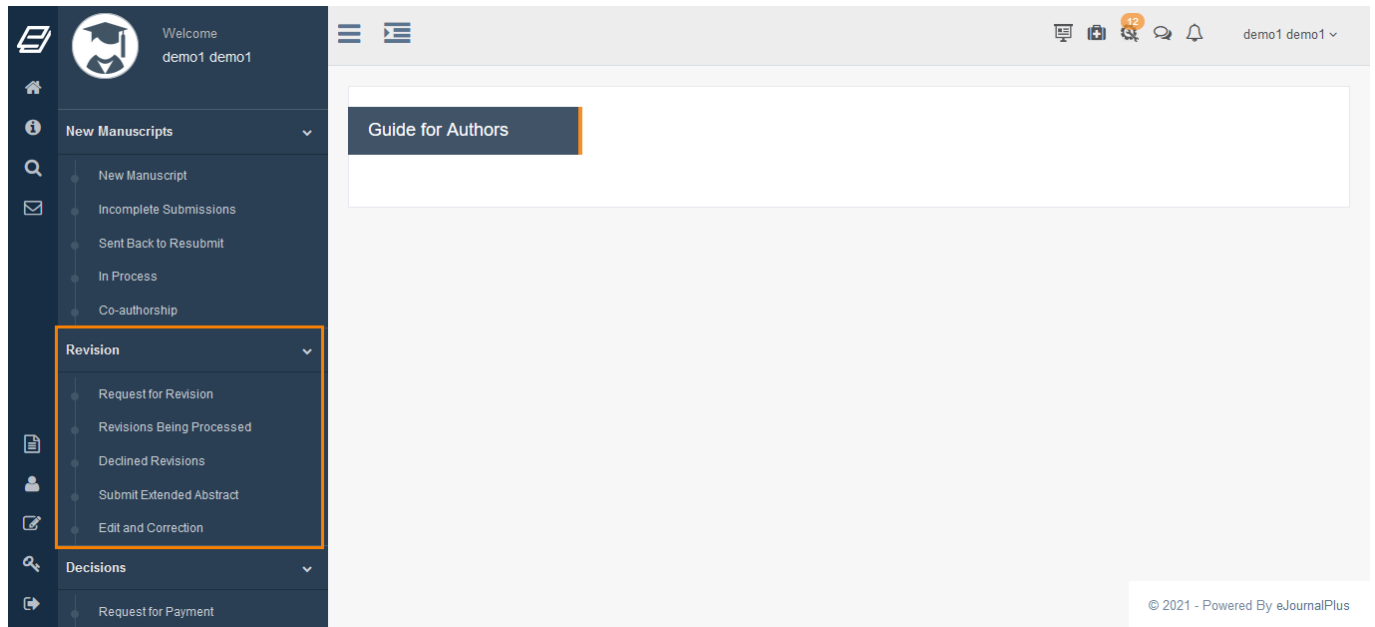 Welcome
demo1 demo1
12
demo1 demo1
New Manuscripts
New Manuscript
Incomplete Submissions
Sent Back to Resubmit
In Process
Co-authorship
Revision
Request for Revision
Revisions Being Processed
Declined Revisions
Submit Extended Abstract
Edit and Correction
Decisions
Request for Payment
Guide for Authors
© 2021 - Powered By eJournalPlus